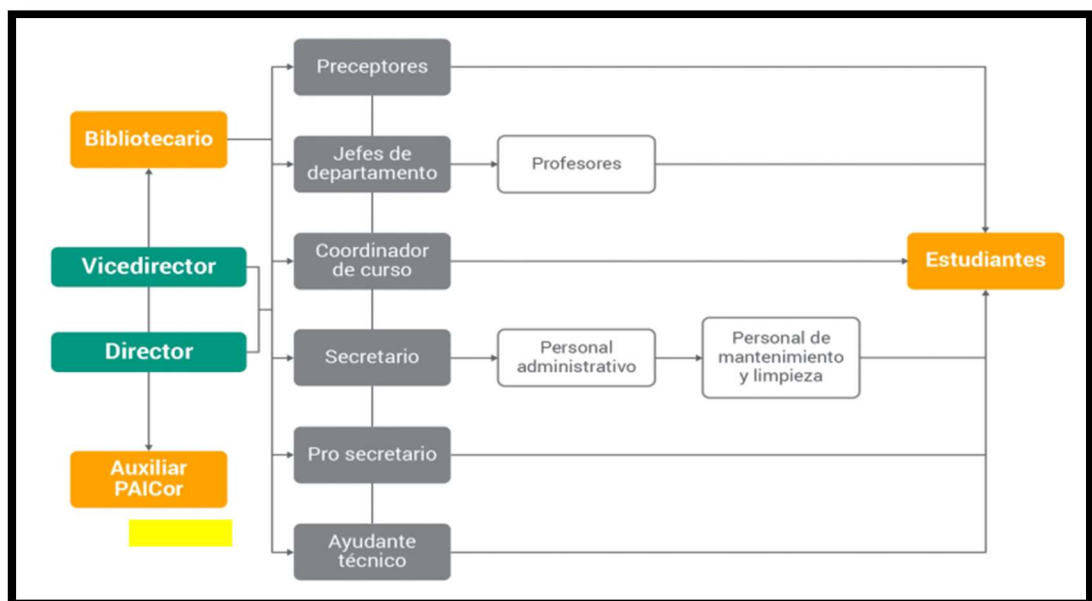 Preceptores
Bibliotecario
Jefes de
departamento
Profesores
Vicedirector
Coordinador
de curso
Estudiantes
Director
Secretario
Personal
administrativo
Personal de
mantenimiento
y limpieza
Auxiliar
PAICor
Pro secretario
Ayudante
técnico